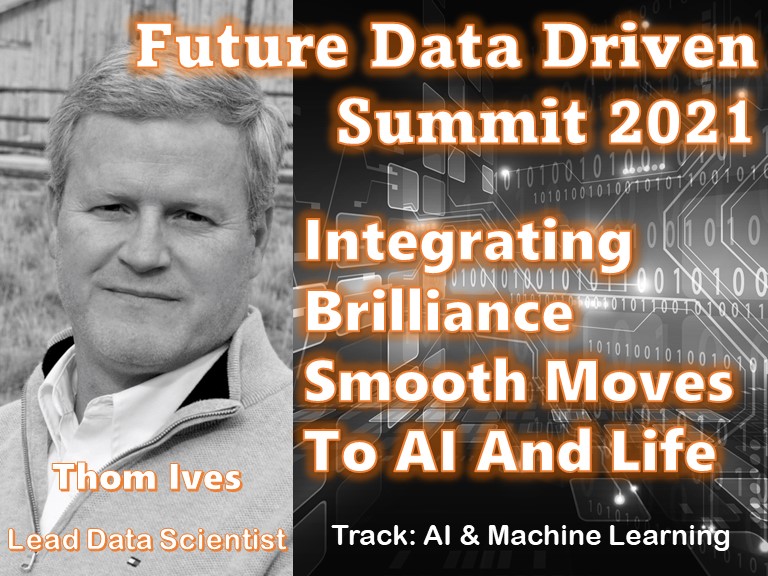 Future Data Driven
Summit 2021
Integrating
Brilliance
Smooth Moves
To AI And Life
Thom Ives
Lead Data Scientist
Track: AI & Machine Learning